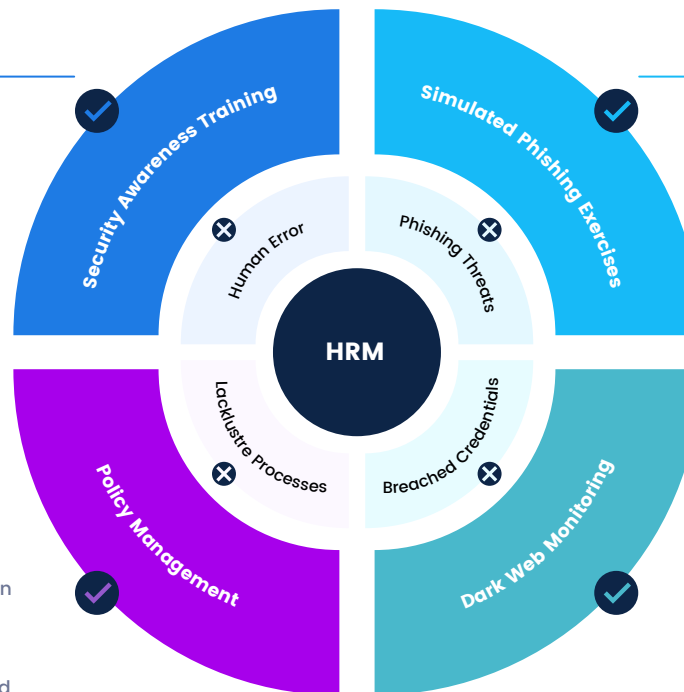 Security Awareness Training
Simulated Phishing Exercises
Human Error
Phishing Threats
HRM
Lacklustre Processes
Breached Credentials
Policy Management
Dark Web Monitoring
n
d